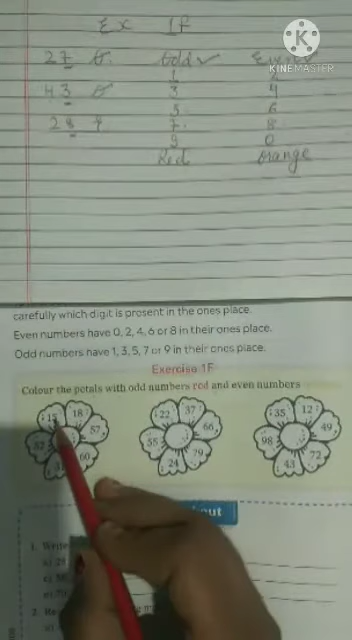 Ex 1F
27 O. Odd
KINEMASTER
1
43 O 3 4
5 6
28 7. 8
9 0
Red Orange
carefully which digit is present in the ones place.
Even numbers have 0, 2, 4, 6 or 8 in their ones place.
Odd numbers have 1, 3, 5, 7 or 9 in their ones place.
Exercise 1F
Colour the petals with odd numbers red and even numbers
18 22 37 35 12
57 55 66 98 49
60 24 79 43 72
out
1. Write
2.